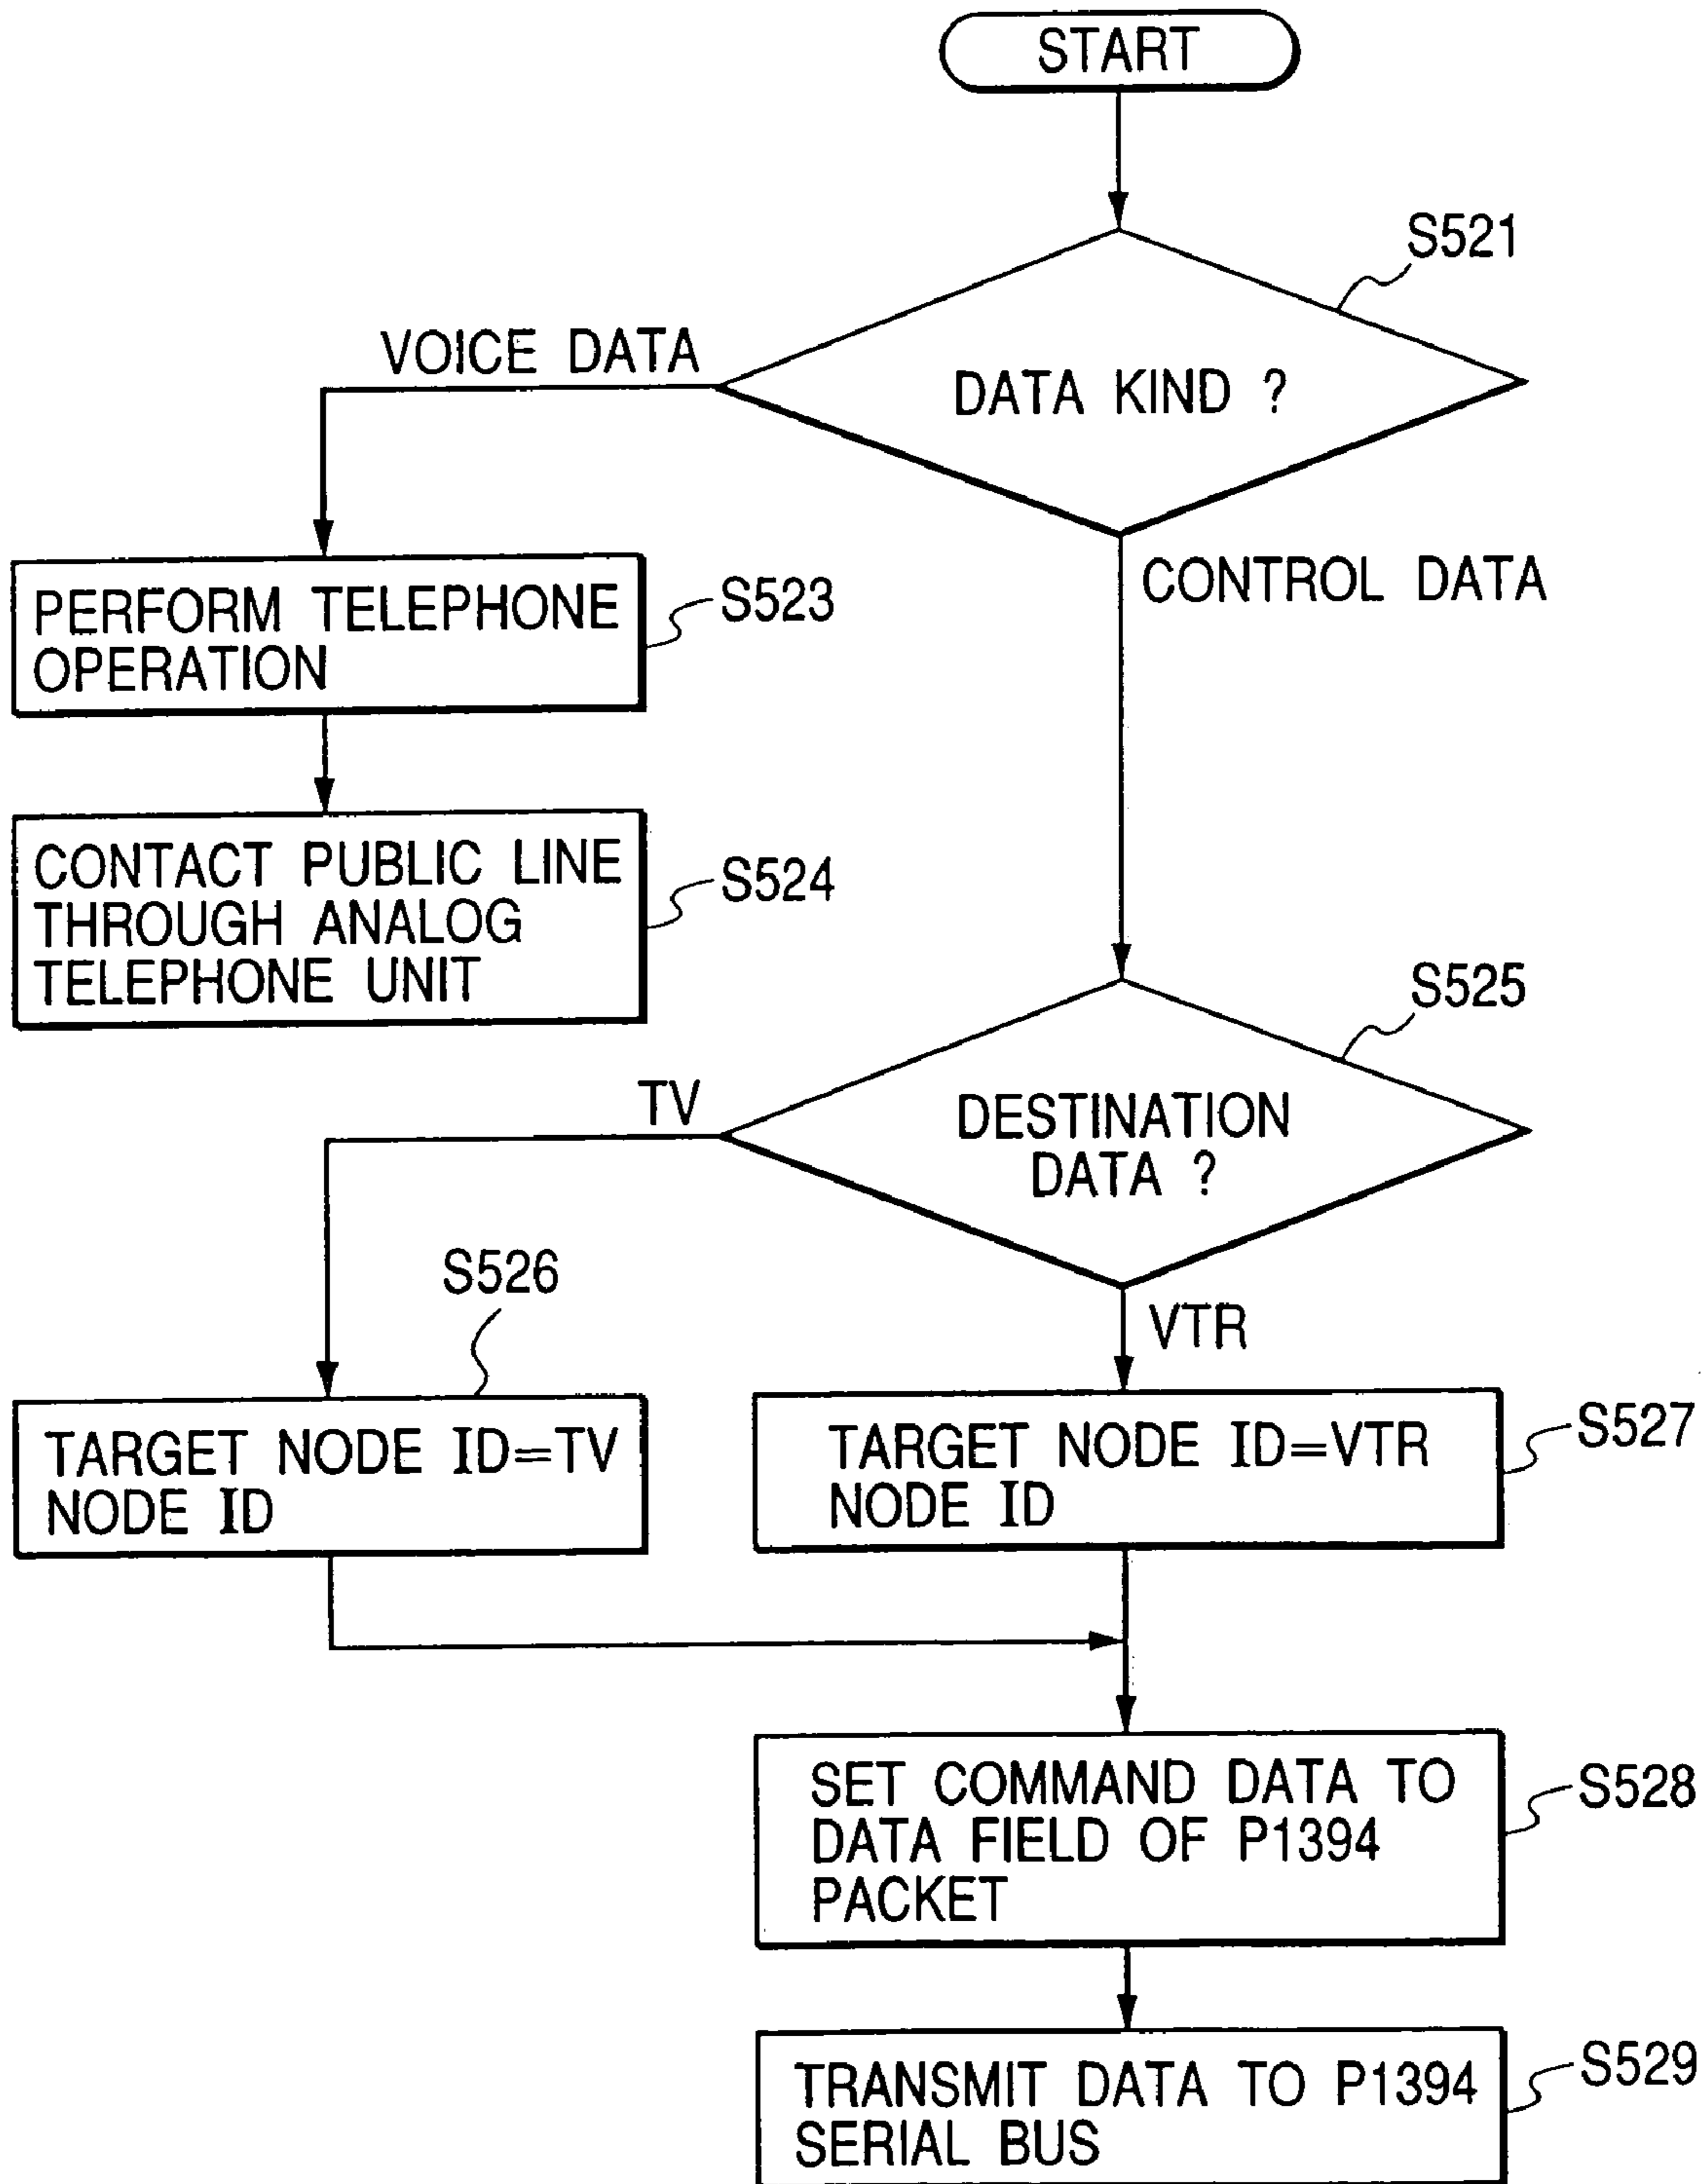 START
S521
VOICE DATA
DATA KIND ?
CONTROL DATA
PERFORM TELEPHONE
OPERATION
S523
CONTACT PUBLIC LINE
THROUGH ANALOG
TELEPHONE UNIT
S524
S525
TV
DESTINATION
DATA ?
S526
VTR
TARGET NODE ID=TV
NODE ID
TARGET NODE ID=VTR
NODE ID
S527
SET COMMAND DATA TO
DATA FIELD OF P1394
PACKET
S528
TRANSMIT DATA TO P1394
SERIAL BUS
S529